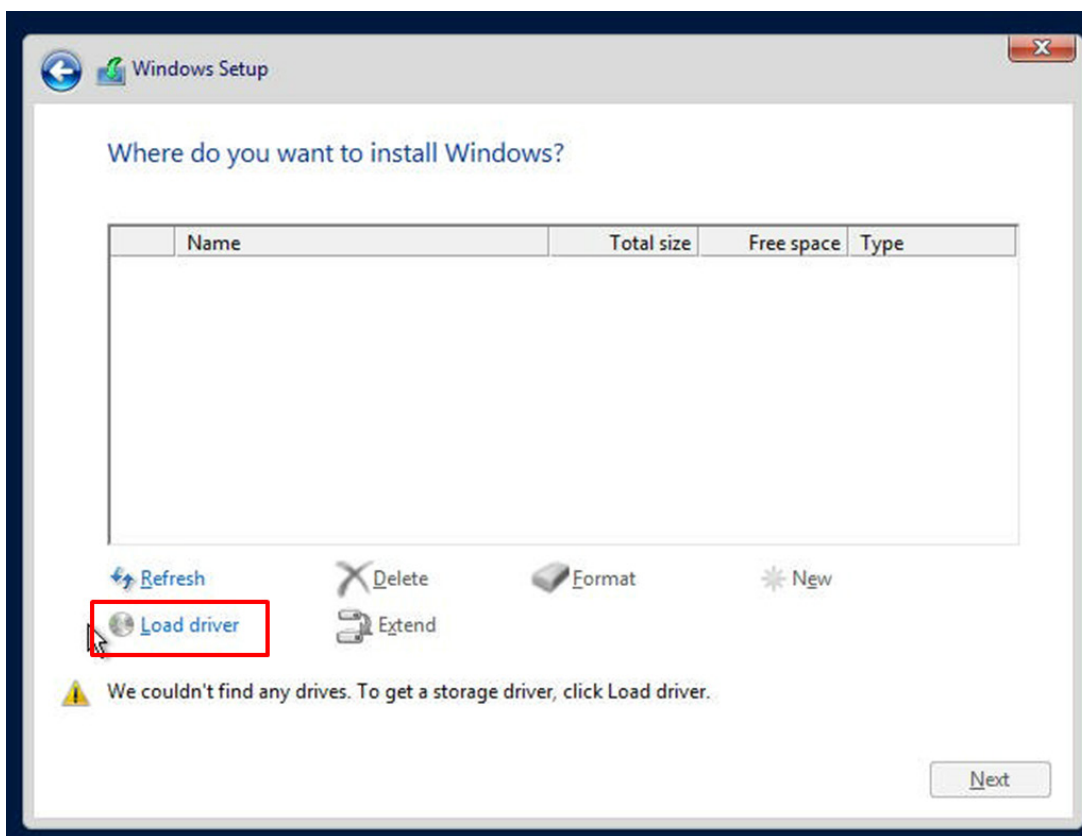 Windows Setup
Where do you want to install Windows?
Name Total size Free space Type
Refresh Delete Format New
Load driver Extend
We couldn't find any drives. To get a storage driver, click Load driver.
Next